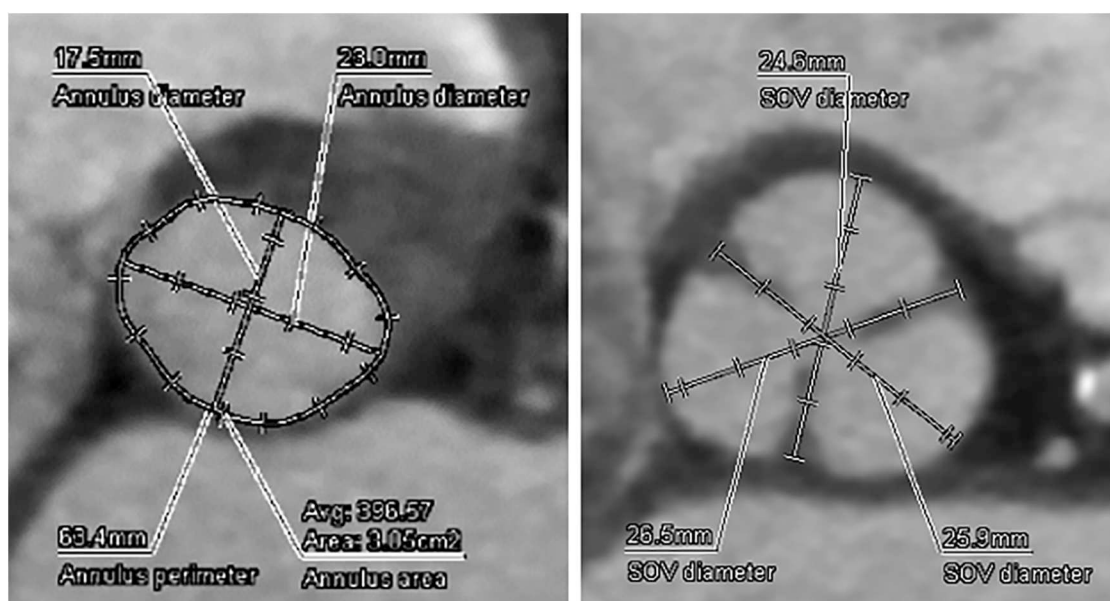 17.5mm
Annulus diameter
23.0mm
Annulus diameter
63.4mm
Annulus perimeter
Avg: 396.57
Area: 3.05cm2
Annulus area
24.6mm
SOV diameter
26.5mm
SOV diameter
25.9mm
SOV diameter